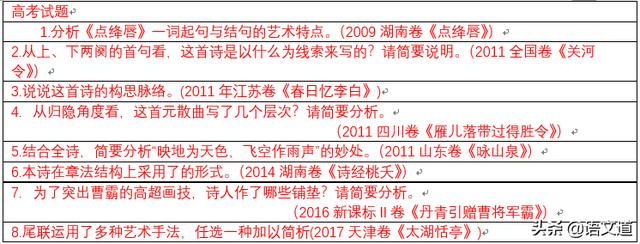 高考试题
1.分析《点绛唇》一词起句与结句的艺术特点。（2009 湖南卷《点绛唇》）
2.从上、下两阕的首句看，这首诗是以什么为线索来写的？请简要说明。（2011 全国卷《关河
令》）
3.说说这首诗的构思脉络。(2011 年江苏卷《春日忆李白》)
4. 从归隐角度看，这首元散曲写了几个层次？请简要分析。
（2011 四川卷《雁儿落带过得胜令》）
5.结合全诗，简要分析“映地为天色，飞空作雨声”的妙处。（2011 山东卷《咏山泉》）
6.本诗在章法结构上采用了的形式。（2014 湖南卷《诗经桃夭》）
7. 为了突出曹霸的高超画技，诗人作了哪些铺垫？请简要分析。
（2016 新课标 II 卷《丹青引赠曹将军霸》）
8.尾联运用了多种艺术手法，任选一种加以简析(2017 天津卷《太湖恬亭》)
头条@语文道